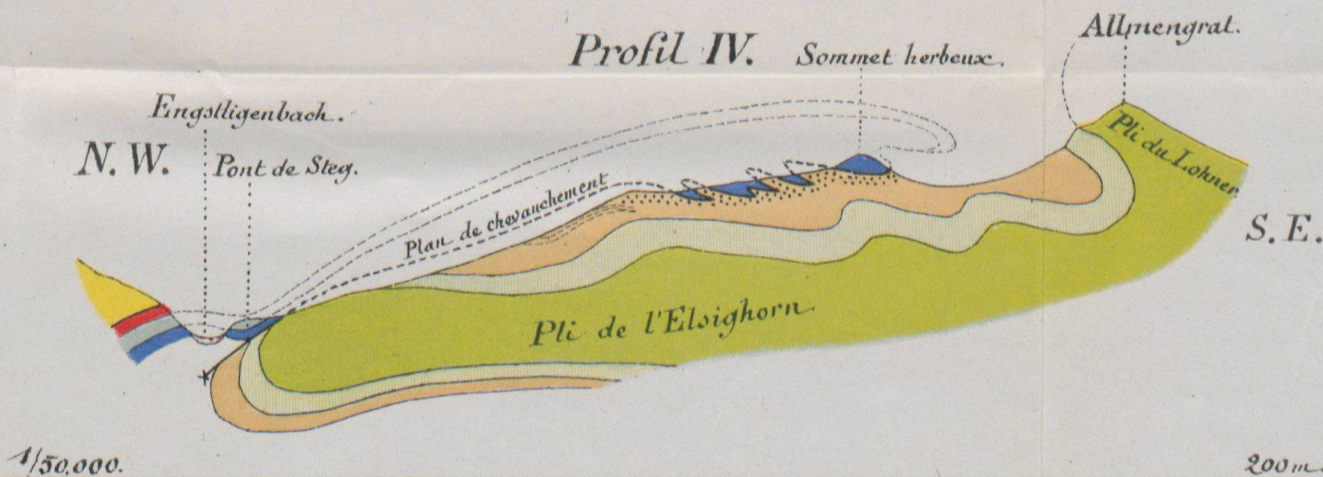 Profil IV.
Sommet herbeux.
Allmengrat.
Engstligenbach.
N. W.
Pont de Steg.
Plan de chevauchement
Pli du Lohner
S. E.
Pli de l'Elsighorn
1/50,000.
200 m.